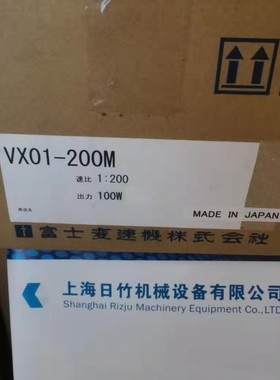 VX01-200M
速比 1:200
出力 100W
MADE IN JAPAN
富士变速機株式会社
上海日竹机械设备有限公司
Shanghai Rizju Machinery Equipment Co.,LTD